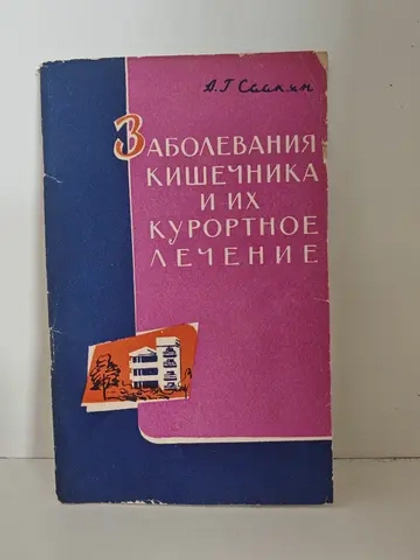 А. Г. Саакян
ЗАБОЛЕВАНИЯ
КИШЕЧНИКА
И ИХ
КУРОРТНОЕ
ЛЕЧЕНИЕ